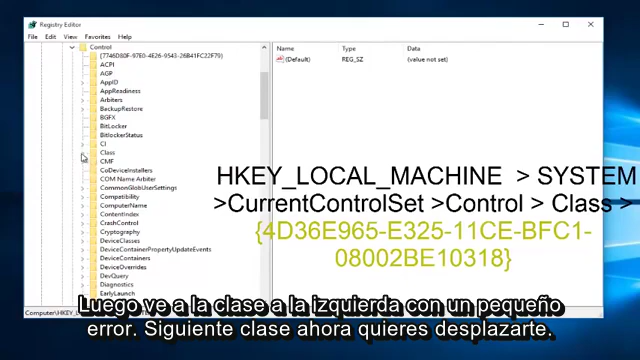 Registry Editor
File Edit View Favorites Help
Control
{7746D80F-97E0-4E26-9543-26B41FC22F79}
ACPI
AGP
AppID
AppReadiness
Arbiters
BackupRestore
BGFX
BitLocker
BitlockerStatus
CI
Class
CMF
CoDeviceInstallers
COM Name Arbiter
CommonGlobUserSettings
Compatibility
ComputerName
ContentIndex
CrashControl
Cryptography
DeviceClasses
DeviceContainerPropertyUpdateEvents
DeviceContainers
DeviceOverrides
DevQuery
Diagnostics
EarlyLaunch
Name Type Data
(Default) REG_SZ (value not set)
HKEY_LOCAL_MACHINE > SYSTEM
>CurrentControlSet >Control > Class >
{4D36E965-E325-11CE-BFC1-
08002BE10318}
Luego ve a la clase a la izquierda con un pequeño
error. Siguiente clase ahora quieres desplazarte.